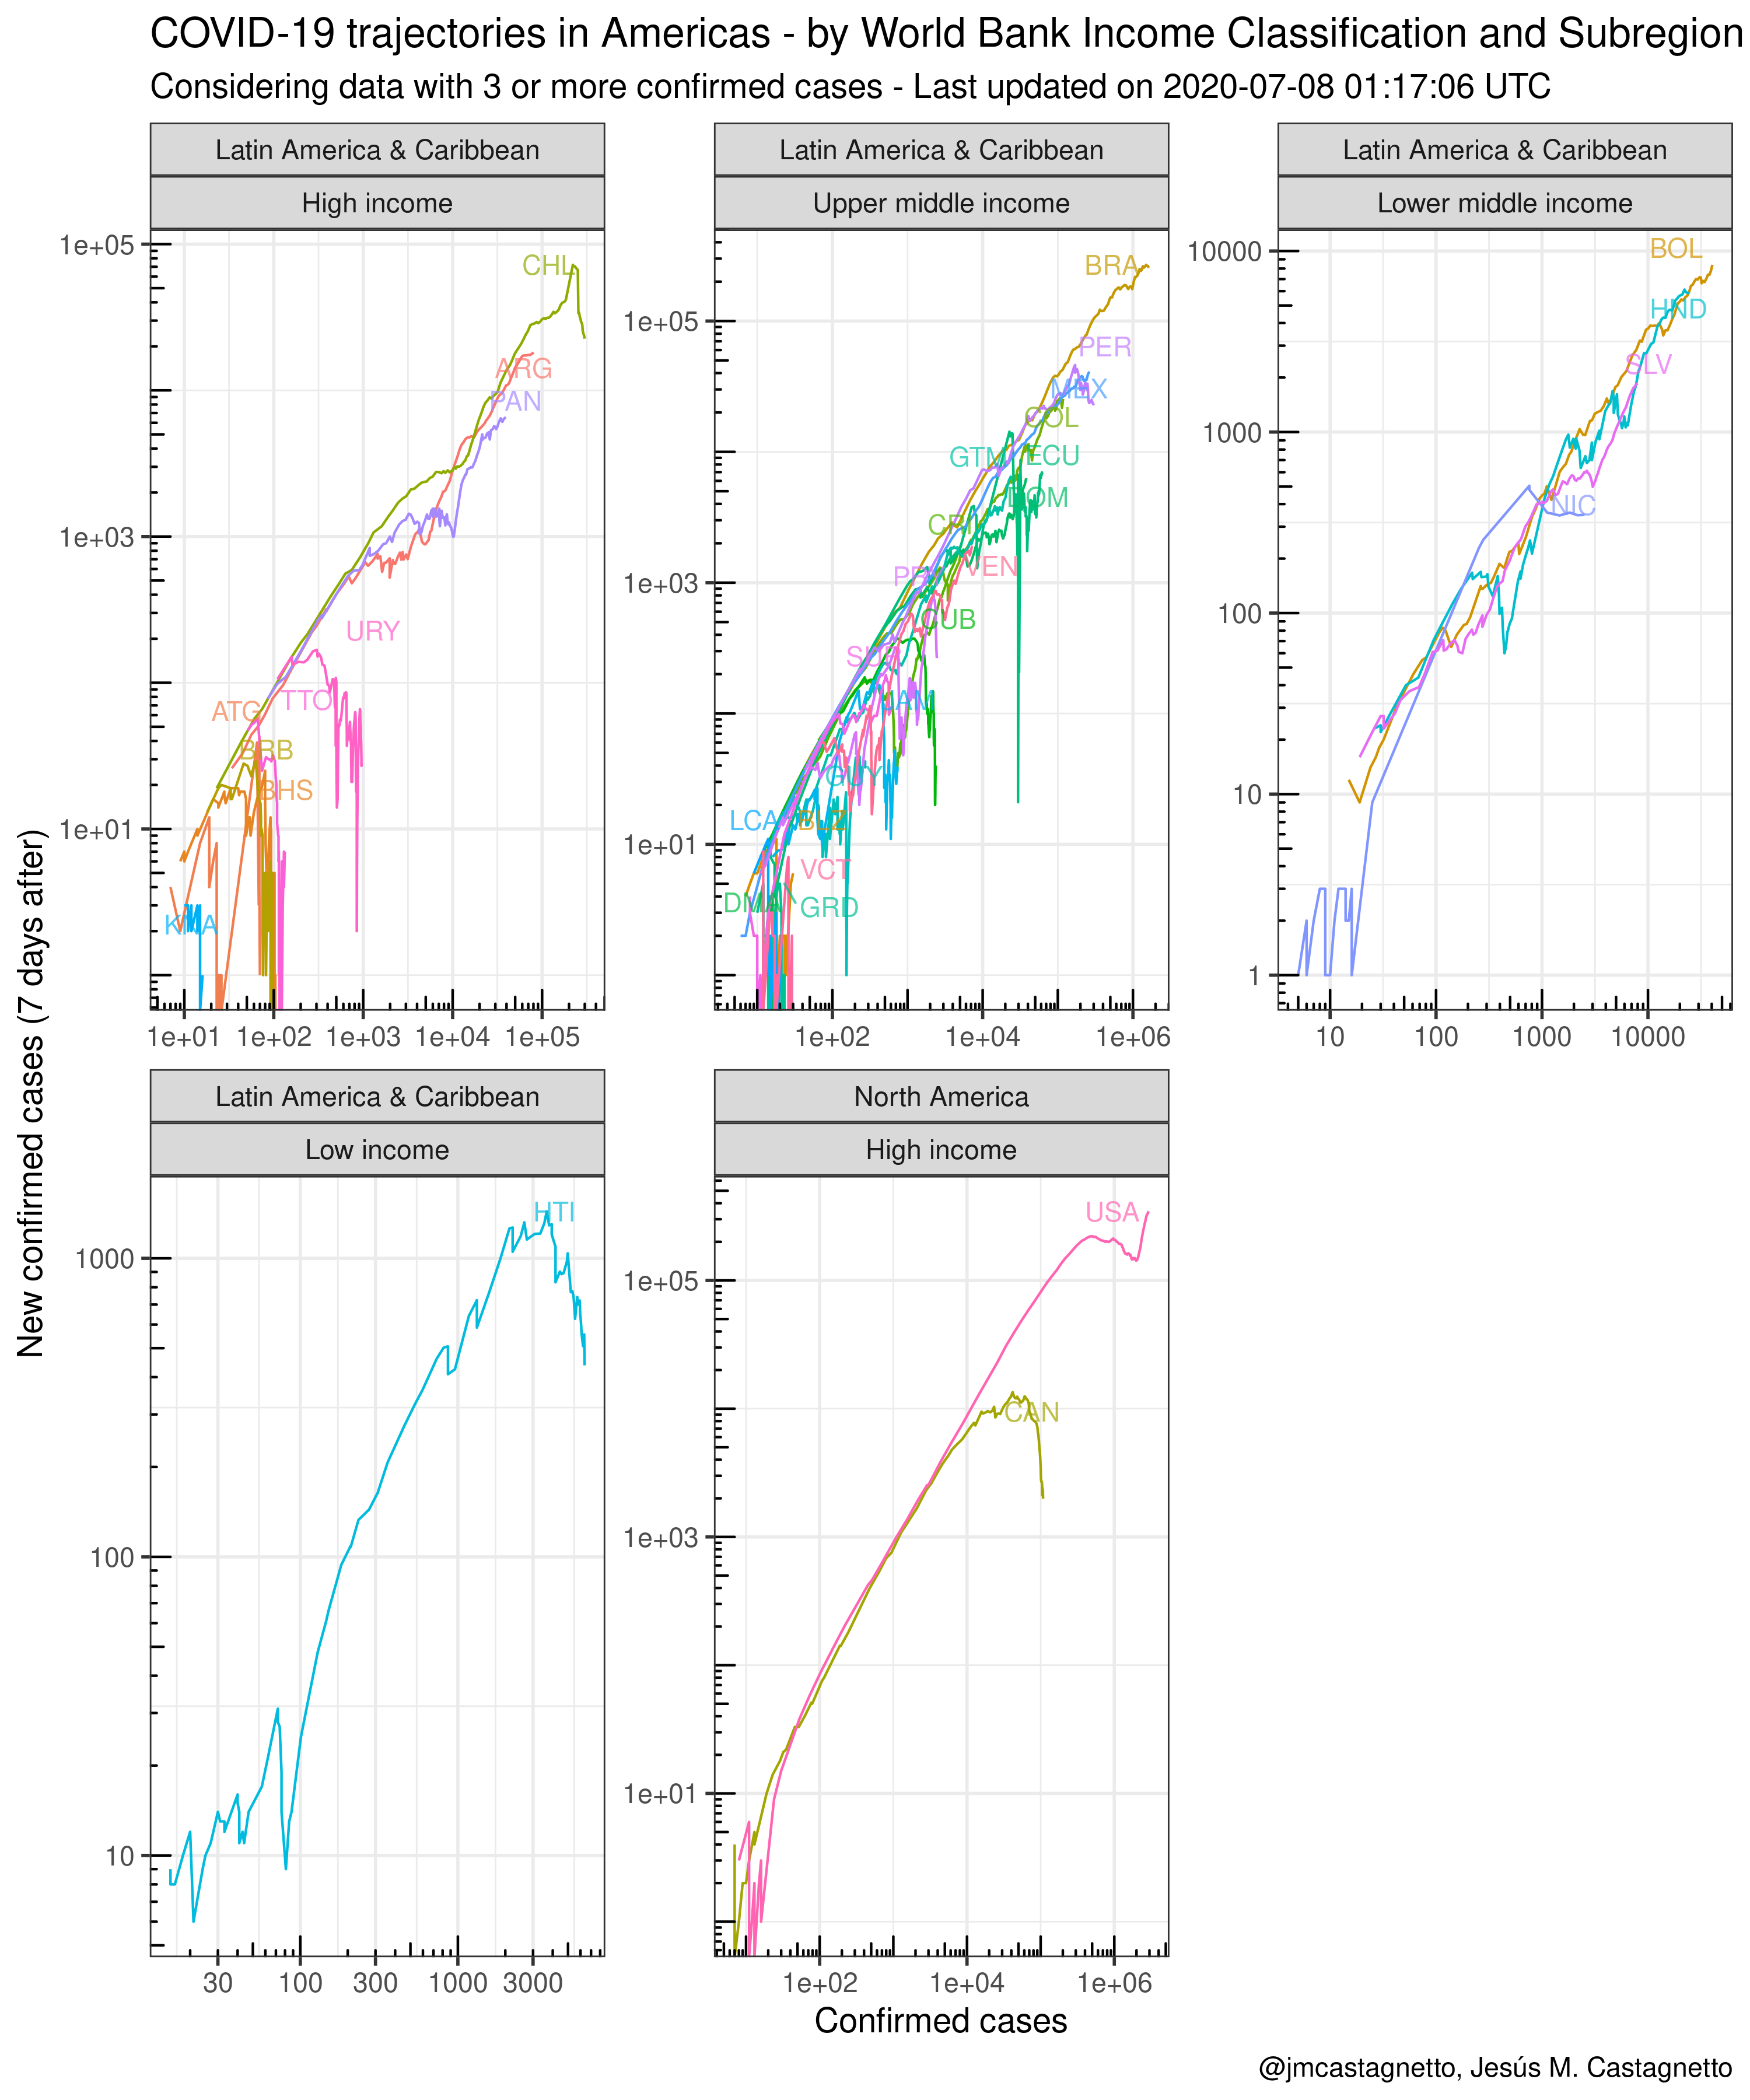 COVID-19 trajectories in Americas - by World Bank Income Classification and Subregion
Considering data with 3 or more confirmed cases - Last updated on 2020-07-08 01:17:06 UTC
Latin America & Caribbean
High income
1e+05
1e+03
1e+01
CHL
ARG
PAN
URY
TTO
ATG
BRB
BHS
KNA
1e+01 1e+02 1e+03 1e+04 1e+05
Latin America & Caribbean
Upper middle income
1e+05
1e+03
1e+01
BRA
PER
MEX
COL
GTM
ECU
DOM
CRI
VEN
CUB
SUR
GUY
LCA
BLZ
VCT
DMA
GRD
1e+02 1e+04 1e+06
Latin America & Caribbean
Lower middle income
10000
1000
100
10
1
BOL
HND
SLV
NIC
10 100 1000 10000
Latin America & Caribbean
Low income
1000
100
10
HTI
30 100 300 1000 3000
North America
High income
1e+05
1e+03
1e+01
USA
CAN
1e+02 1e+04 1e+06
New confirmed cases (7 days after)
Confirmed cases
@jmcastagnetto, Jesús M. Castagnetto